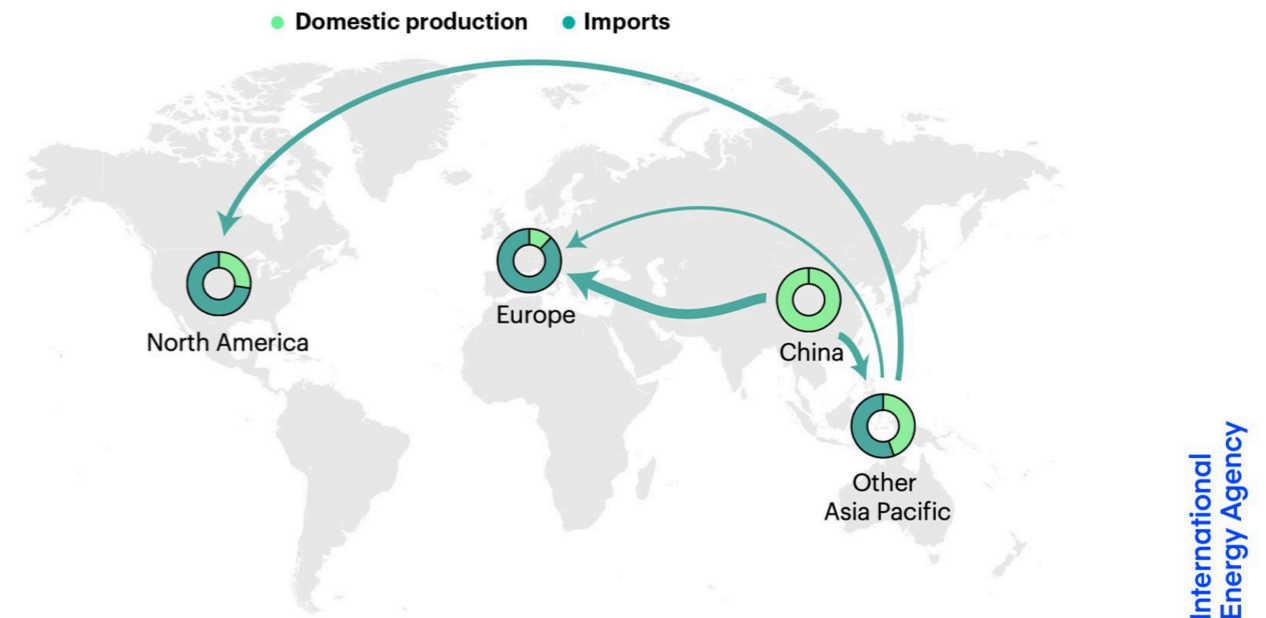 Domestic production
Imports
North America
Europe
China
Other
Asia Pacific
International
Energy Agency